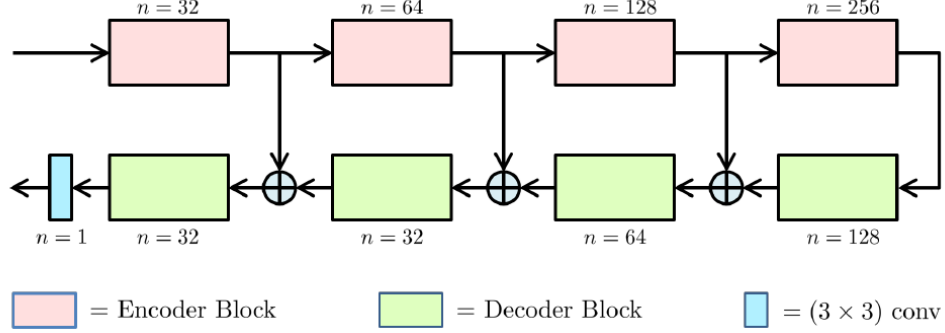 n = 32
n = 64
n = 128
n = 256
n = 1
n = 32
n = 32
n = 64
n = 128
= Encoder Block
= Decoder Block
= (3 × 3) conv